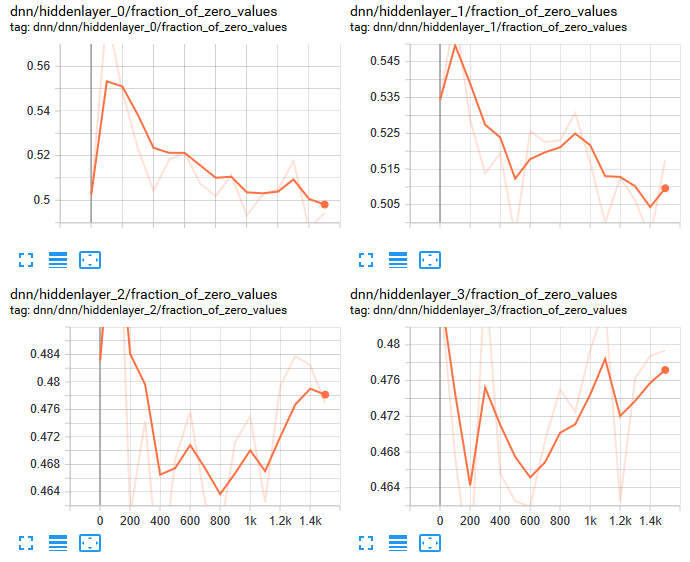 dnn/hiddenlayer_0/fraction_of_zero_values
tag: dnn/dnn/hiddenlayer_0/fraction_of_zero_values
0.56
0.54
0.52
0.5
dnn/hiddenlayer_1/fraction_of_zero_values
tag: dnn/dnn/hiddenlayer_1/fraction_of_zero_values
0.545
0.535
0.525
0.515
0.505
dnn/hiddenlayer_2/fraction_of_zero_values
tag: dnn/dnn/hiddenlayer_2/fraction_of_zero_values
0.484
0.48
0.476
0.472
0.468
0.464
0 200 400 600 800 1k 1.2k 1.4k
dnn/hiddenlayer_3/fraction_of_zero_values
tag: dnn/dnn/hiddenlayer_3/fraction_of_zero_values
0.48
0.476
0.472
0.468
0.464
0 200 400 600 800 1k 1.2k 1.4k